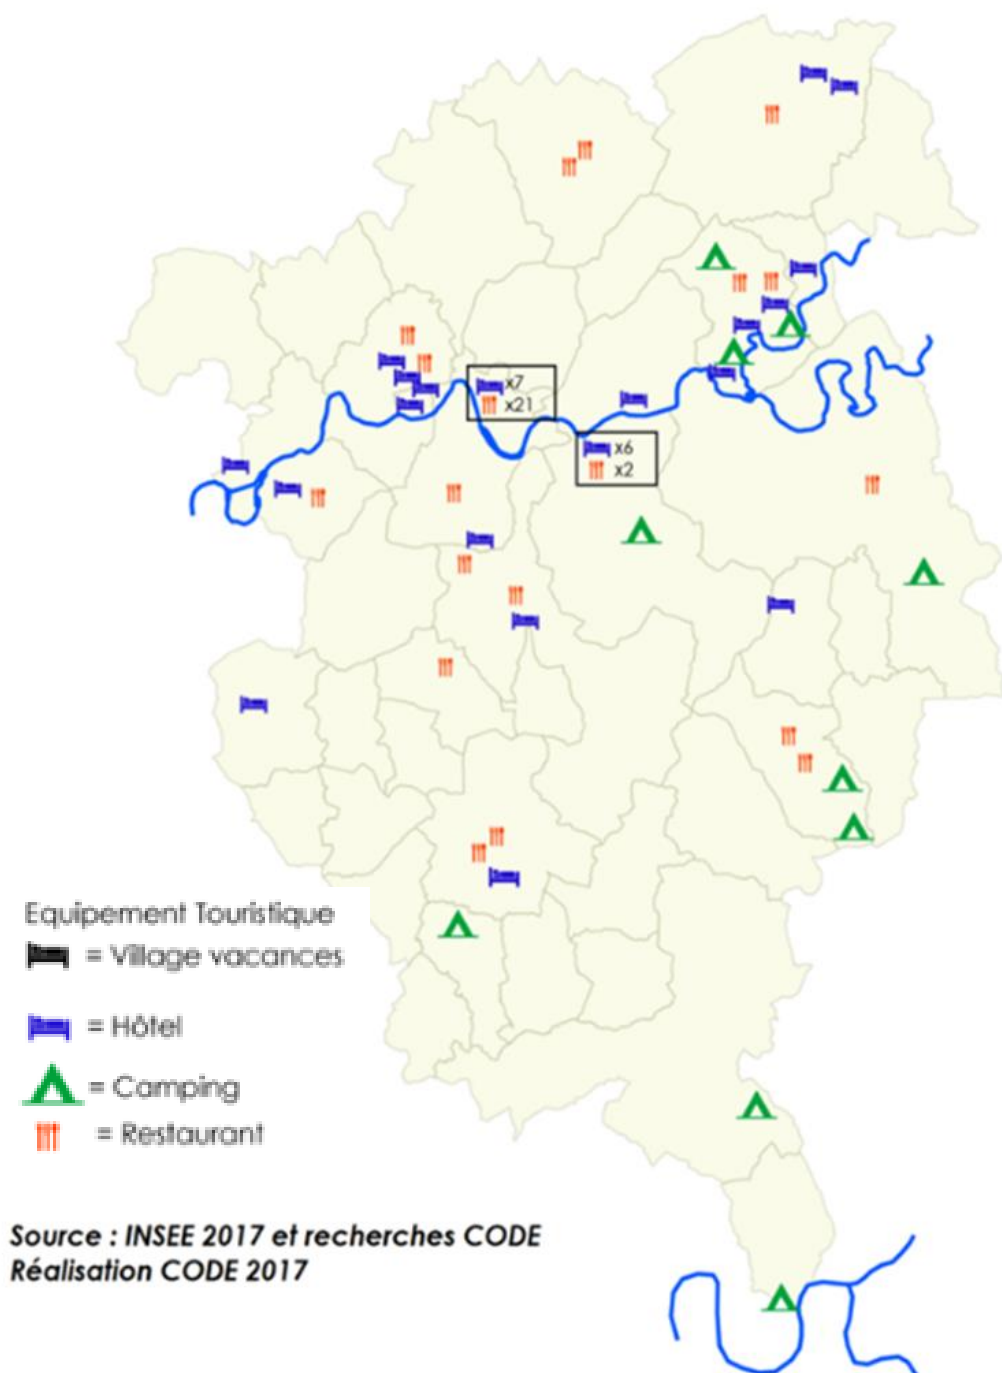 x7
x21
x6
x2
Equipement Touristique
= Village vacances
= Hôtel
= Camping
= Restaurant
Source : INSEE 2017 et recherches CODE
Réalisation CODE 2017